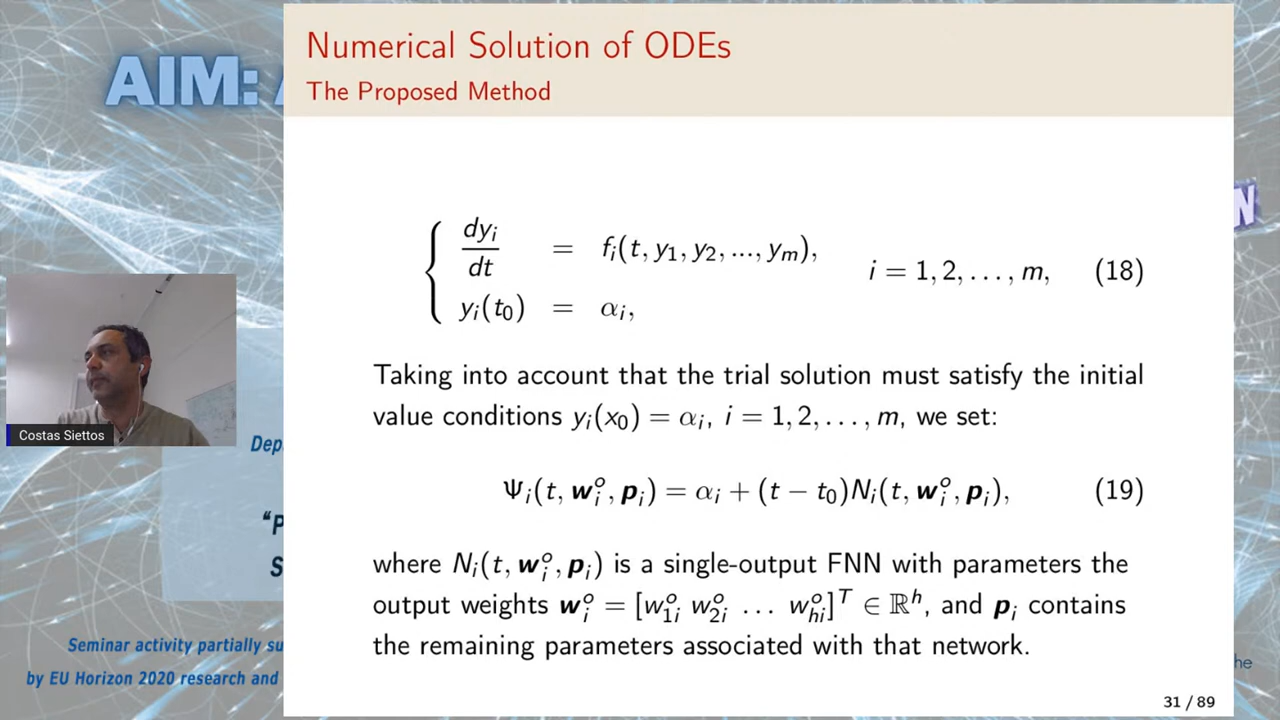 Numerical Solution of ODEs
The Proposed Method
AIM:
N
dy_i/dt = f_i(t, y_1, y_2, ..., y_m),
i = 1, 2, . . . , m, (18)
y_i(t_0) = α_i,
Taking into account that the trial solution must satisfy the initial
value conditions y_i(x_0) = α_i, i = 1, 2, . . . , m, we set:
Ψ_i(t, w_i^o, p_i) = α_i + (t − t_0)N_i(t, w_i^o, p_i), (19)
where N_i(t, w_i^o, p_i) is a single-output FNN with parameters the
output weights w_i^o = [w_{1i}^o w_{2i}^o . . . w_{hi}^o]^T ∈ ℝ^h, and p_i contains
the remaining parameters associated with that network.
31 / 89
Costas Siettos
Dep
“P
S
Seminar activity partially su
by EU Horizon 2020 research and
he